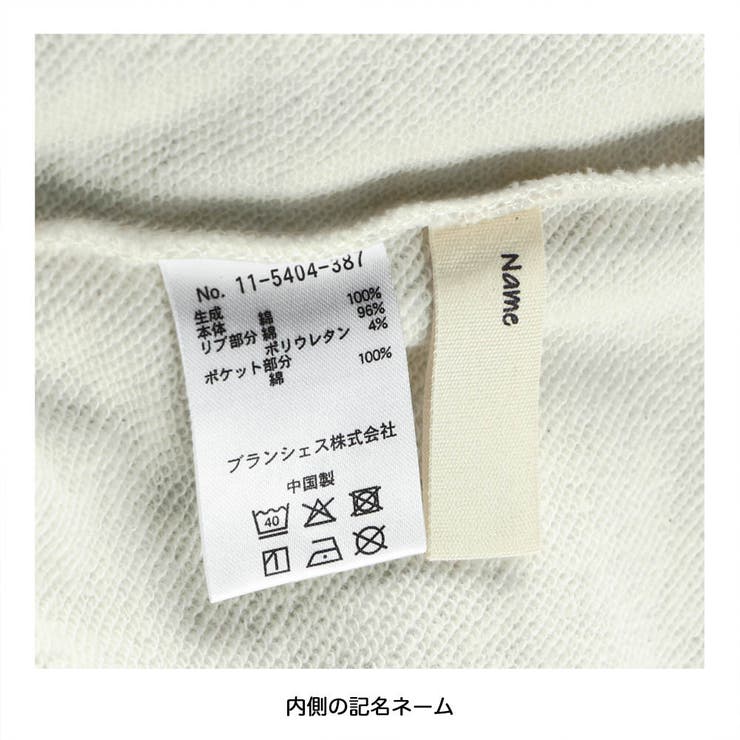 No. 11-5404-387
生成
本体 綿 100%
リブ部分 綿 96%
ポリウレタン 4%
ポケット部分
綿 100%
ブランシェス株式会社
中国製
40
Name
内側の記名ネーム